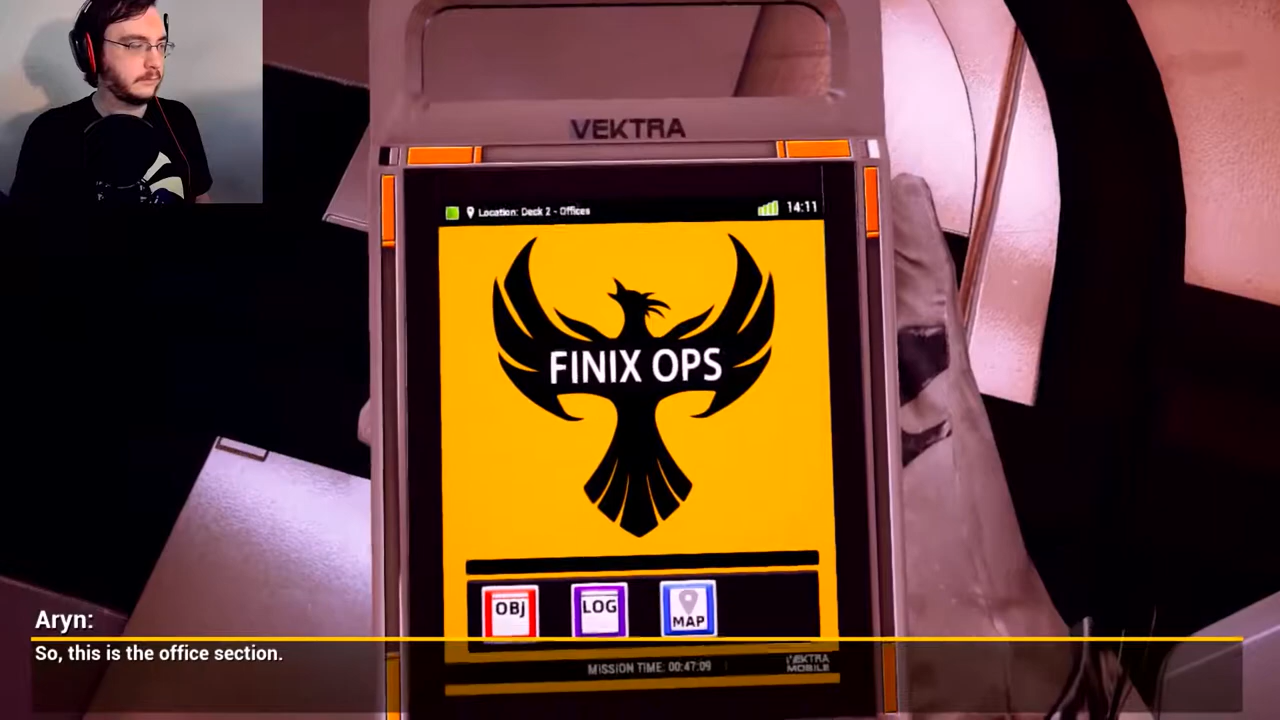 VEKTRA
Location: Deck 2 - Offices
14:11
FINIX OPS
OBJ
LOG
MAP
Aryn:
So, this is the office section.
MISSION TIME: 00:47:09
VEKTRA
MOBILE